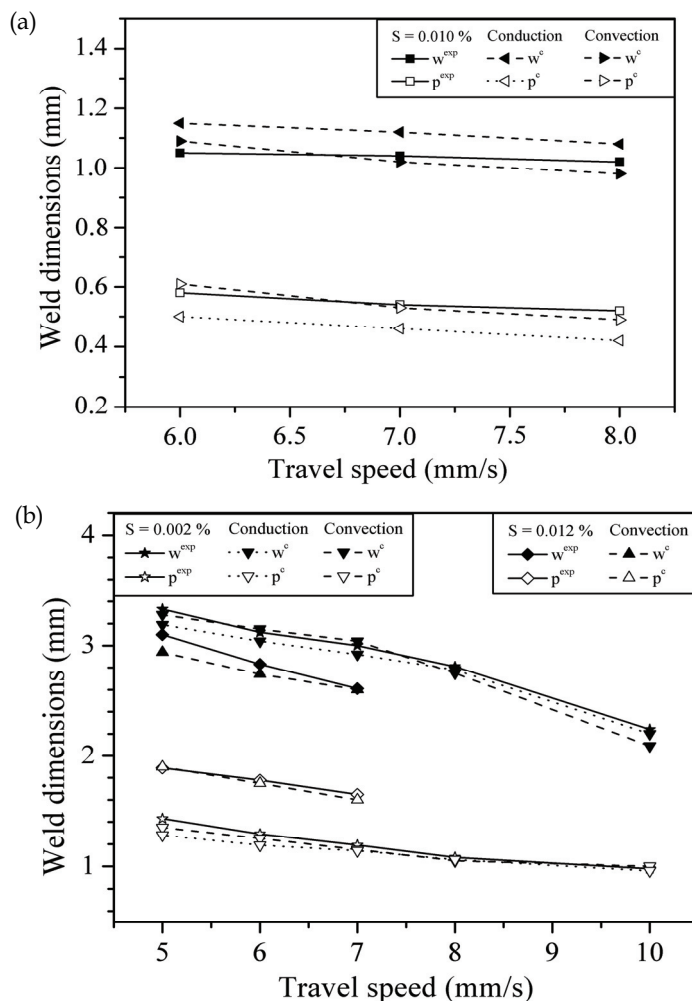 (a)
S = 0.010 % Conduction Convection
w^exp w^c w^c
p^exp p^c p^c
1.4
1.2
1.0
0.8
0.6
0.4
0.2
Weld dimensions (mm)
6.0 6.5 7.0 7.5 8.0
Travel speed (mm/s)
(b)
S = 0.002 % Conduction Convection
w^exp w^c w^c
p^exp p^c p^c
S = 0.012 % Convection
w^exp w^c
p^exp p^c
4
3
2
1
Weld dimensions (mm)
5 6 7 8 9 10
Travel speed (mm/s)